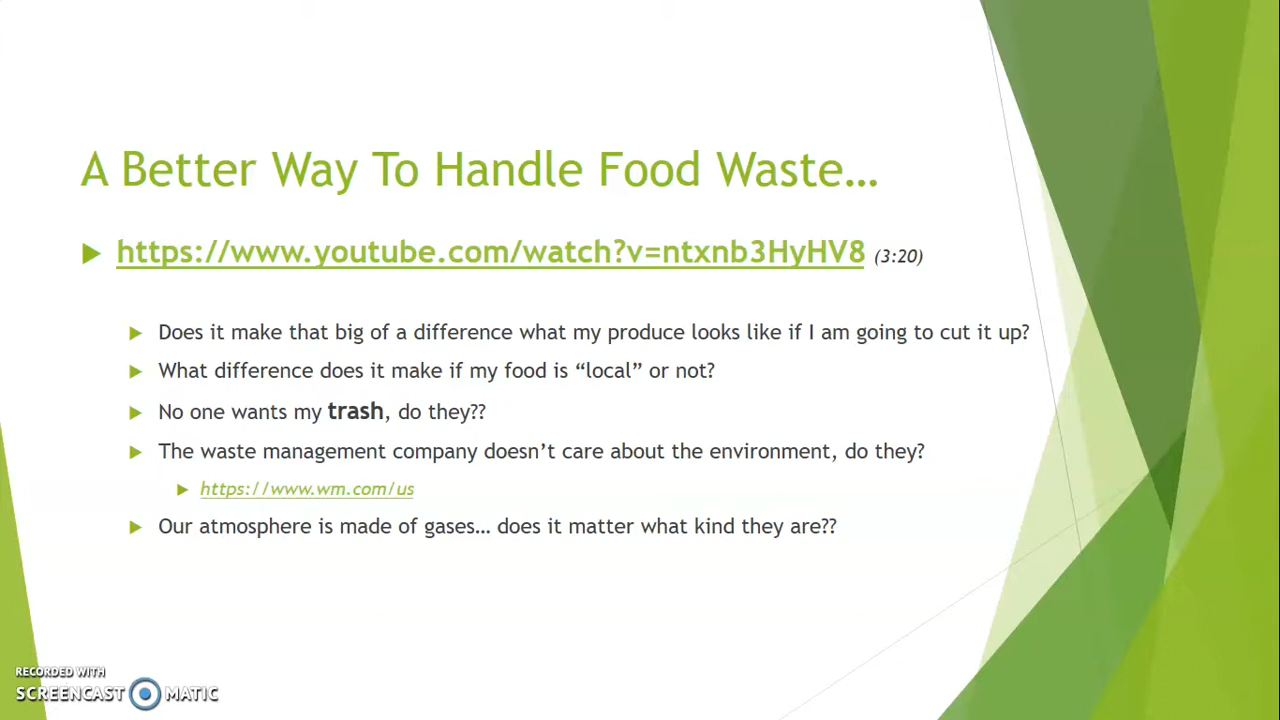 A Better Way To Handle Food Waste…
https://www.youtube.com/watch?v=ntxnb3HyHV8 (3:20)
Does it make that big of a difference what my produce looks like if I am going to cut it up?
What difference does it make if my food is “local” or not?
No one wants my trash, do they??
The waste management company doesn’t care about the environment, do they?
https://www.wm.com/us
Our atmosphere is made of gases… does it matter what kind they are??
RECORDED WITH
SCREENCAST MATIC